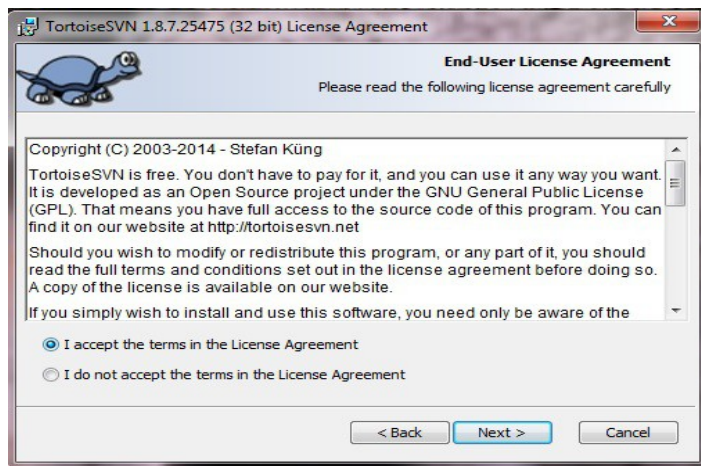 TortoiseSVN 1.8.7.25475 (32 bit) License Agreement
End-User License Agreement
Please read the following license agreement carefully
Copyright (C) 2003-2014 - Stefan Küng
TortoiseSVN is free. You don't have to pay for it, and you can use it any way you want.
It is developed as an Open Source project under the GNU General Public License
(GPL). That means you have full access to the source code of this program. You can
find it on our website at http://tortoisesvn.net
Should you wish to modify or redistribute this program, or any part of it, you should
read the full terms and conditions set out in the license agreement before doing so.
A copy of the license is available on our website.
If you simply wish to install and use this software, you need only be aware of the
I accept the terms in the License Agreement
I do not accept the terms in the License Agreement
< Back Next > Cancel